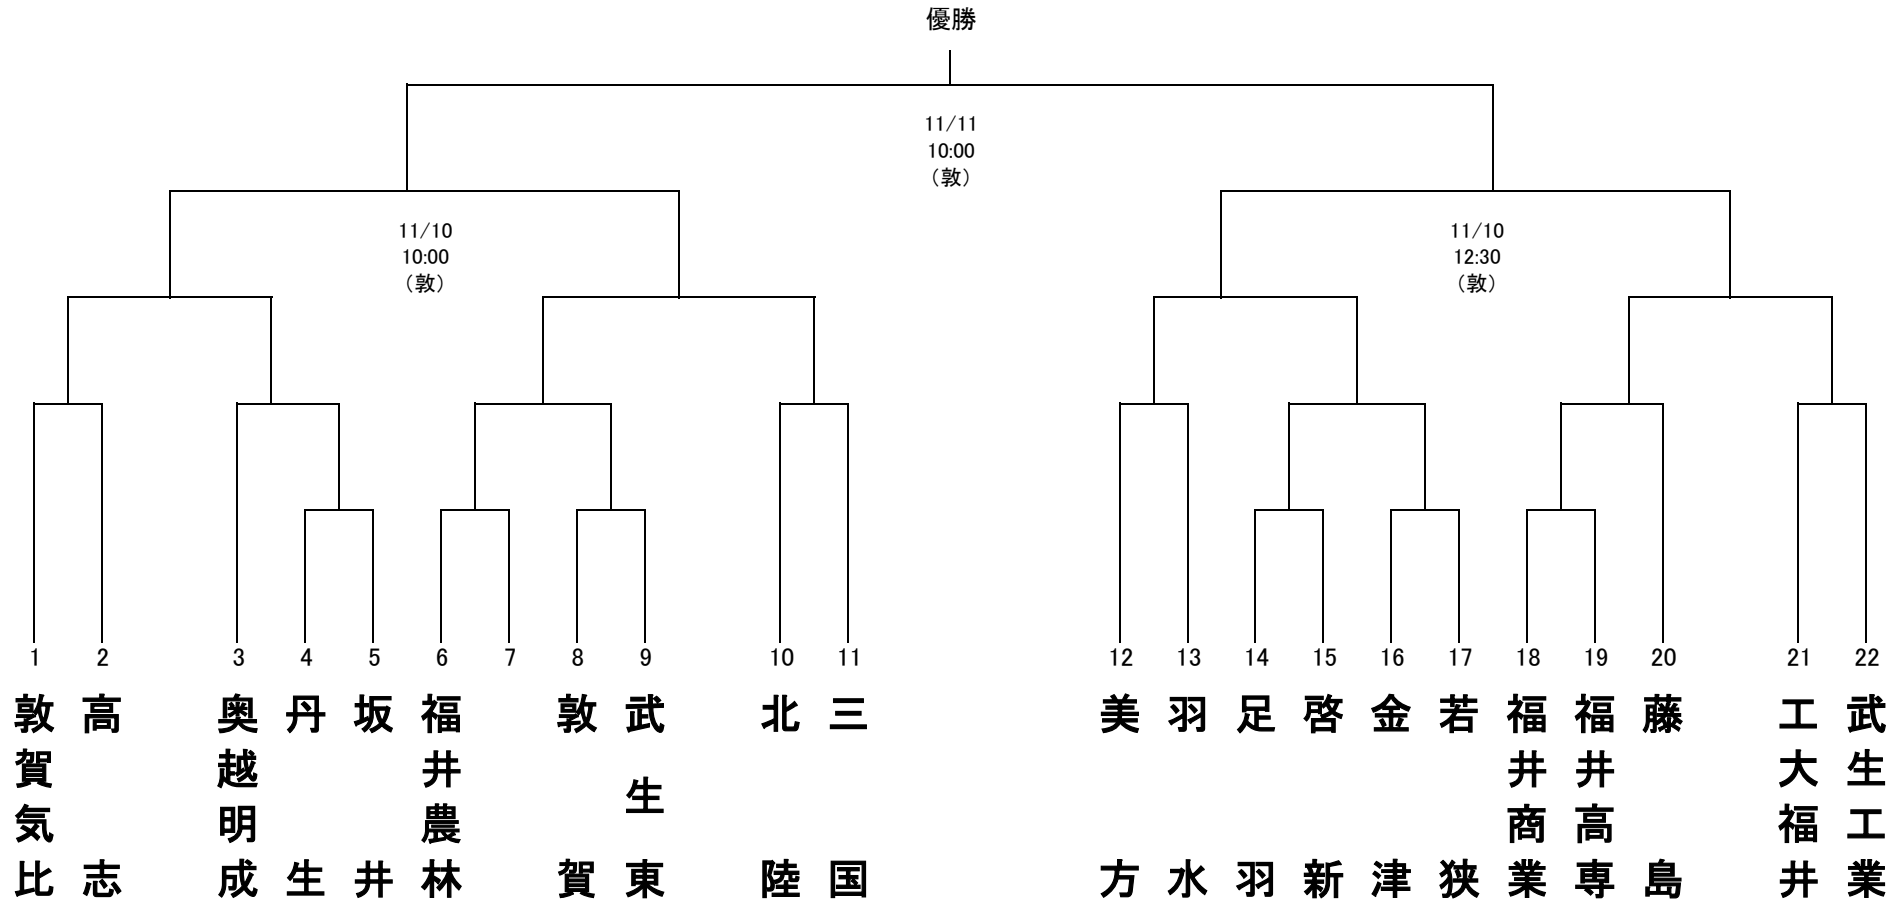 優勝
11/11
10:00
（敦）
11/10
10:00
（敦）
11/10
12:30
（敦）
1 2 3 4 5 6 7 8 9 10 11 12 13 14 15 16 17 18 19 20 21 22
敦賀気比
高志
奥越明成
丹生
坂井
福井農林
敦賀
武生東
北陸
三国
美方
羽水
足羽
啓新
金津
若狭
福井商業
福井高専
藤島
工大福井
武生工業